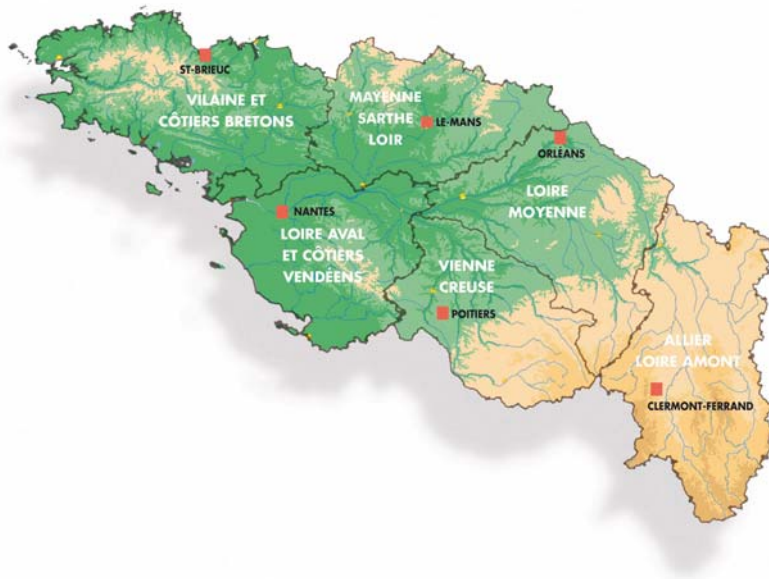 ST-BRIEUC
VILAINE ET
CÔTIERS BRETONS
MAYENNE
SARTHE
LOIR
LE-MANS
ORLÉANS
LOIRE
MOYENNE
NANTES
LOIRE AVAL
ET CÔTIERS
VENDÉENS
VIENNE
CREUSE
POITIERS
ALLIER
LOIRE AMONT
CLERMONT-FERRAND